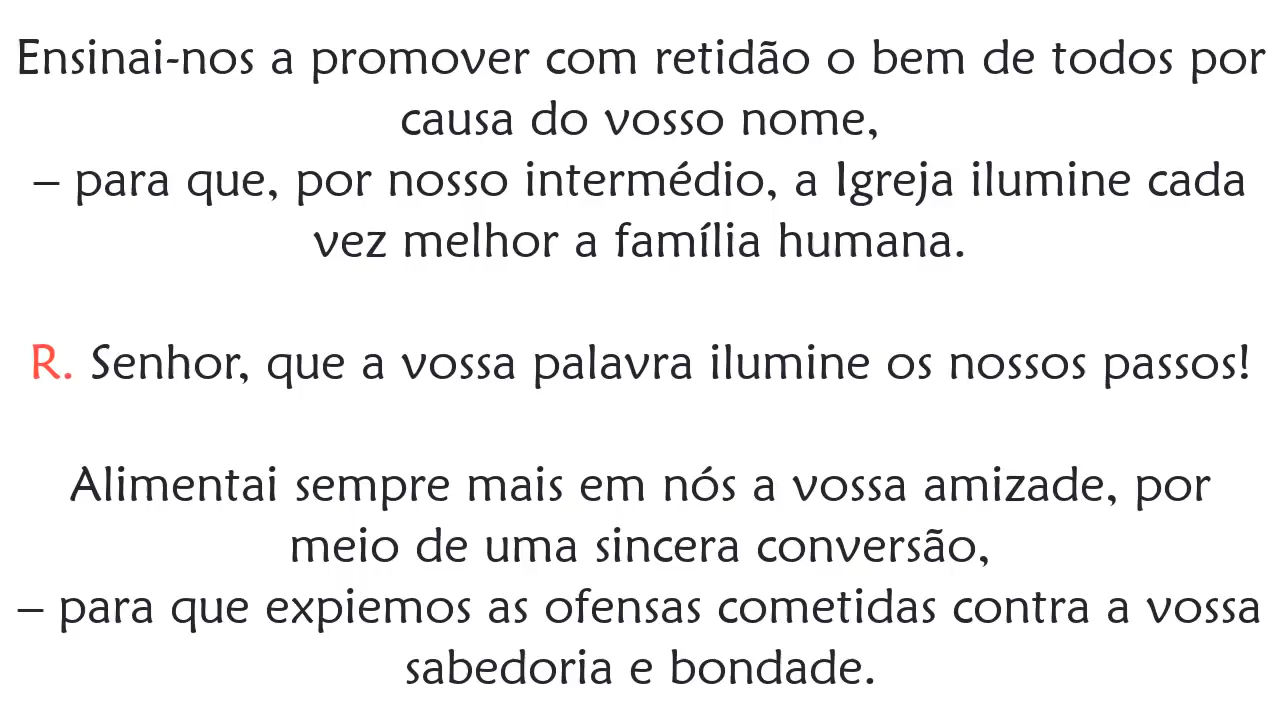 Ensinai-nos a promover com retidão o bem de todos por
causa do vosso nome,
– para que, por nosso intermédio, a Igreja ilumine cada
vez melhor a família humana.
R. Senhor, que a vossa palavra ilumine os nossos passos!
Alimentai sempre mais em nós a vossa amizade, por
meio de uma sincera conversão,
– para que expiemos as ofensas cometidas contra a vossa
sabedoria e bondade.